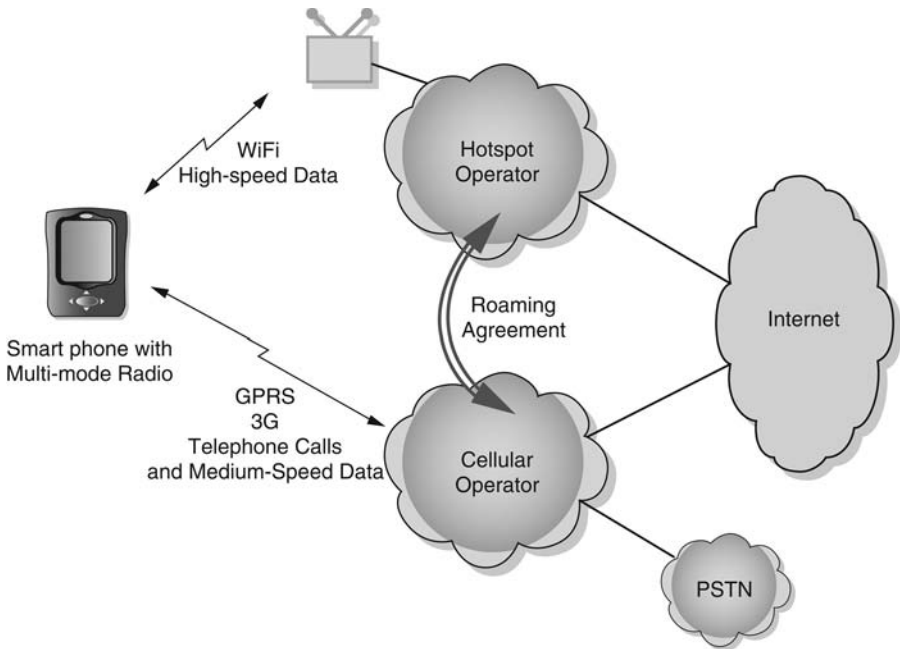 WiFi
High-speed Data
Hotspot
Operator
Roaming
Agreement
Internet
Smart phone with
Multi-mode Radio
GPRS
3G
Telephone Calls
and Medium-Speed Data
Cellular
Operator
PSTN